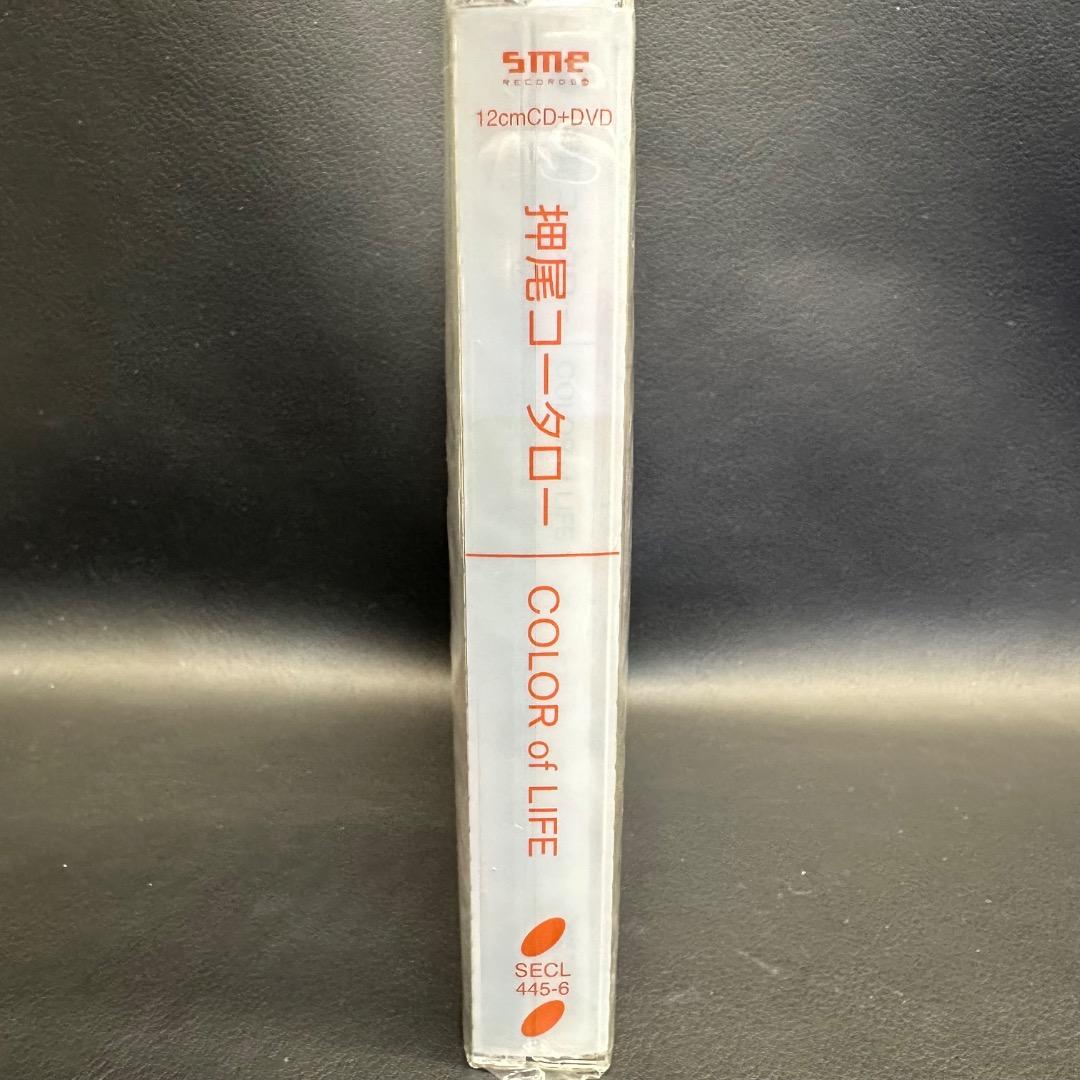 sme
RECORDS
12cmCD+DVD
押尾コータロー
COLOR of LIFE
SECL
445-6